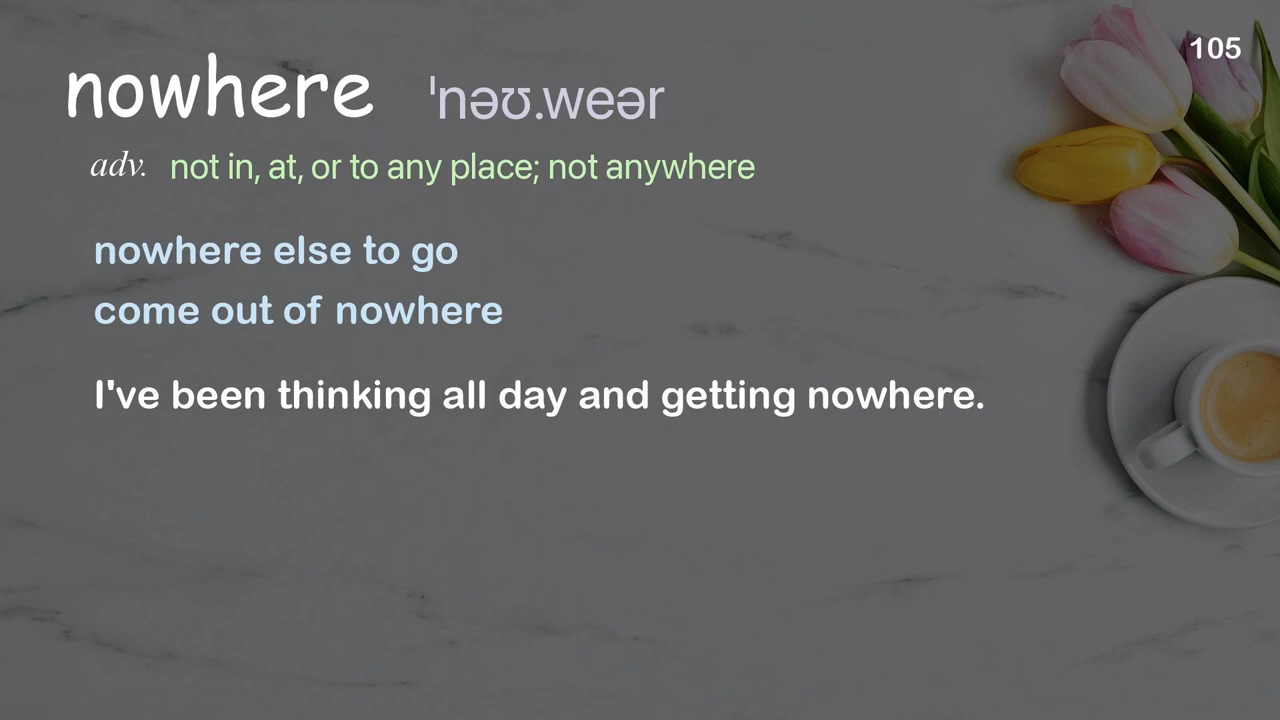 105
nowhere ˈnəʊ.weər
adv. not in, at, or to any place; not anywhere
nowhere else to go
come out of nowhere
I've been thinking all day and getting nowhere.